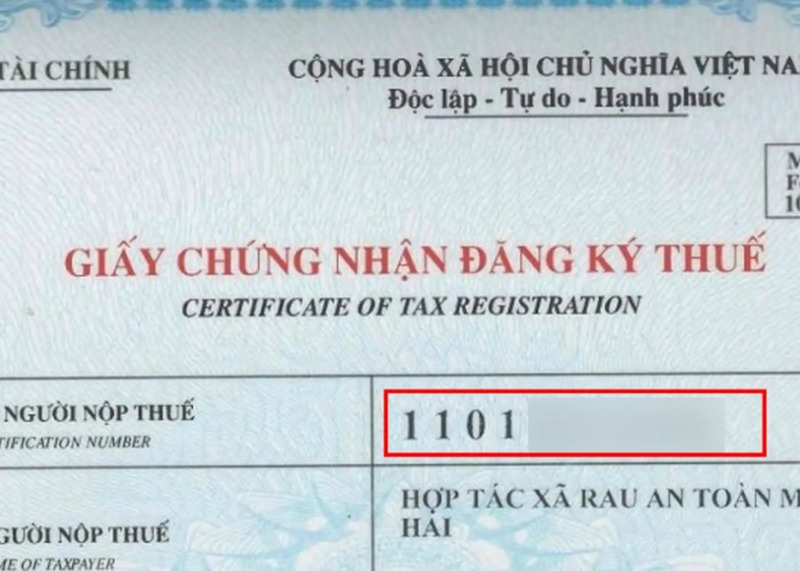 TÀI CHÍNH
CỘNG HOÀ XÃ HỘI CHỦ NGHĨA VIỆT NA
Độc lập - Tự do - Hạnh phúc
GIẤY CHỨNG NHẬN ĐĂNG KÝ THUẾ
CERTIFICATE OF TAX REGISTRATION
NGƯỜI NỘP THUẾ
TIFICATION NUMBER
1101
HỢP TÁC XÃ RAU AN TOÀN M
HẢI
GƯỜI NỘP THUẾ
ME OF TAXPAYER